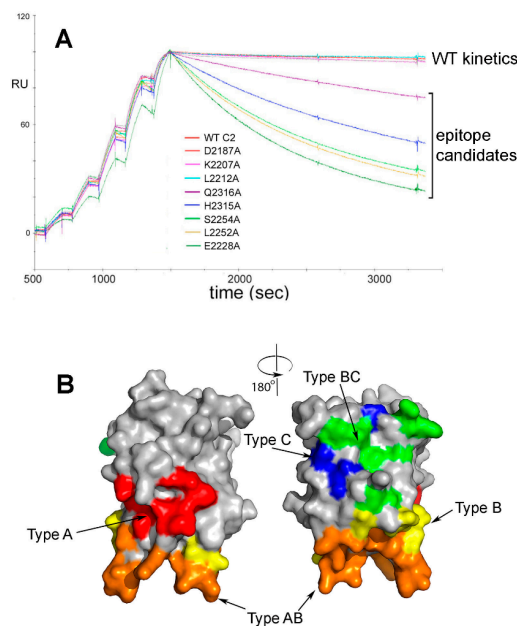 120
A
RU
60
0
WT kinetics
epitope
candidates
WT C2
D2187A
K2207A
L2212A
Q2316A
H2315A
S2254A
L2252A
E2228A
500
1000
2000
3000
time (sec)
B
180°
Type BC
Type C
Type A
Type B
Type AB